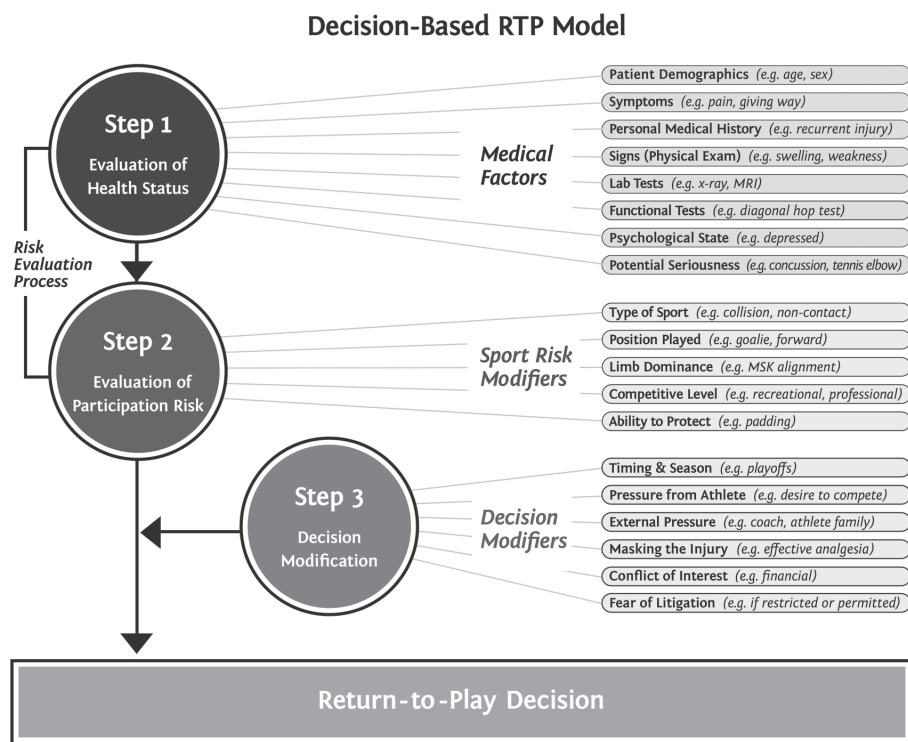 Decision-Based RTP Model
Step 1
Evaluation of
Health Status
Medical
Factors
Patient Demographics (e.g. age, sex)
Symptoms (e.g. pain, giving way)
Personal Medical History (e.g. recurrent injury)
Signs (Physical Exam) (e.g. swelling, weakness)
Lab Tests (e.g. x-ray, MRI)
Functional Tests (e.g. diagonal hop test)
Psychological State (e.g. depressed)
Potential Seriousness (e.g. concussion, tennis elbow)
Risk
Evaluation
Process
Step 2
Evaluation of
Participation Risk
Sport Risk
Modifiers
Type of Sport (e.g. collision, non-contact)
Position Played (e.g. goalie, forward)
Limb Dominance (e.g. MSK alignment)
Competitive Level (e.g. recreational, professional)
Ability to Protect (e.g. padding)
Step 3
Decision
Modification
Decision
Modifiers
Timing & Season (e.g. playoffs)
Pressure from Athlete (e.g. desire to compete)
External Pressure (e.g. coach, athlete family)
Masking the Injury (e.g. effective analgesia)
Conflict of Interest (e.g. financial)
Fear of Litigation (e.g. if restricted or permitted)
Return-to-Play Decision